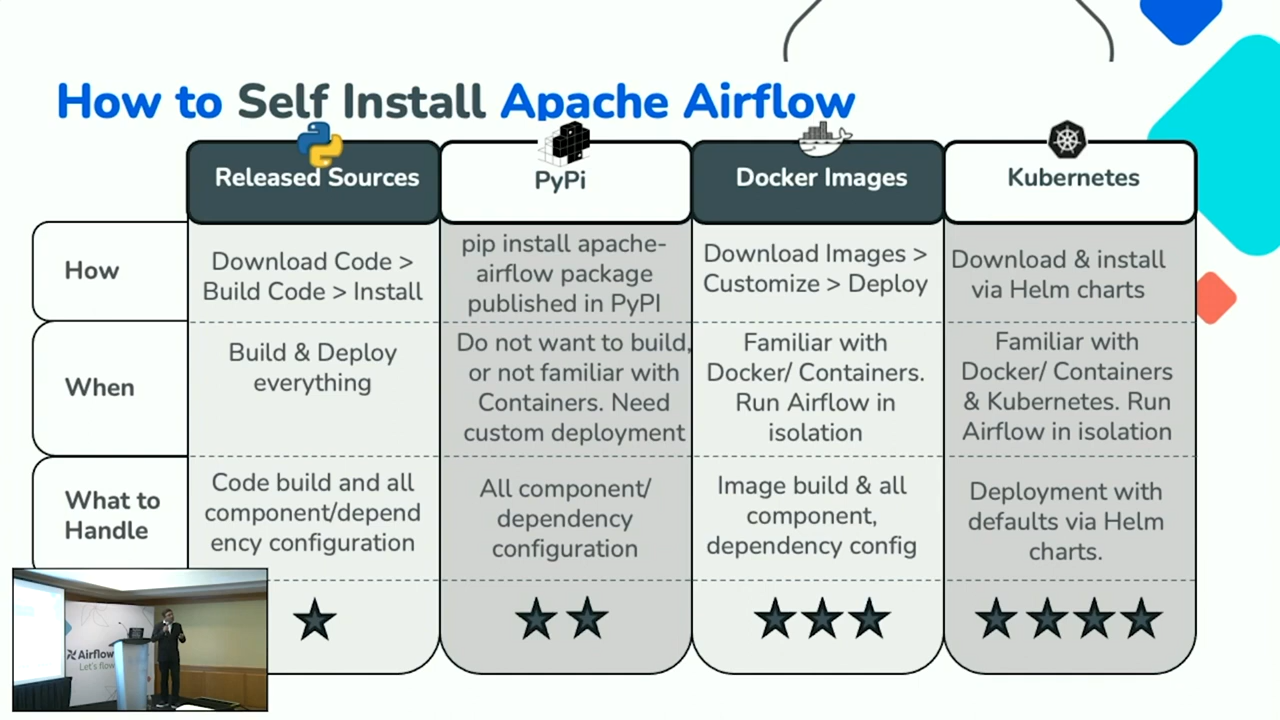 How to Self Install Apache Airflow
Released Sources
PyPi
Docker Images
Kubernetes
How
Download Code >
Build Code > Install
pip install apache-
airflow package
published in PyPI
Download Images >
Customize > Deploy
Download & install
via Helm charts
When
Build & Deploy
everything
Do not want to build,
or not familiar with
Containers. Need
custom deployment
Familiar with
Docker/ Containers.
Run Airflow in
isolation
Familiar with
Docker/ Containers
& Kubernetes. Run
Airflow in isolation
What to
Handle
Code build and all
component/depend
ency configuration
All component/
dependency
configuration
Image build & all
component,
dependency config
Deployment with
defaults via Helm
charts.
Airflow
Let's flow